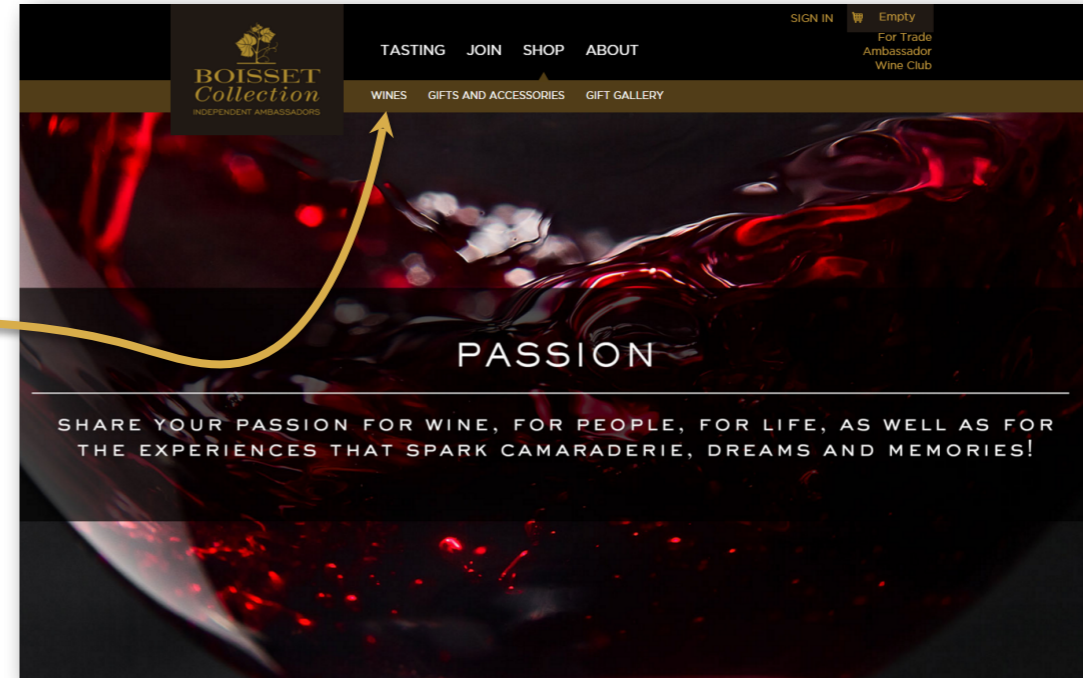 SIGN IN
Empty
For Trade
Ambassador
Wine Club
BOISSET
Collection
INDEPENDENT AMBASSADORS
TASTING JOIN SHOP ABOUT
WINES GIFTS AND ACCESSORIES GIFT GALLERY
PASSION
SHARE YOUR PASSION FOR WINE, FOR PEOPLE, FOR LIFE, AS WELL AS FOR
THE EXPERIENCES THAT SPARK CAMARADERIE, DREAMS AND MEMORIES!